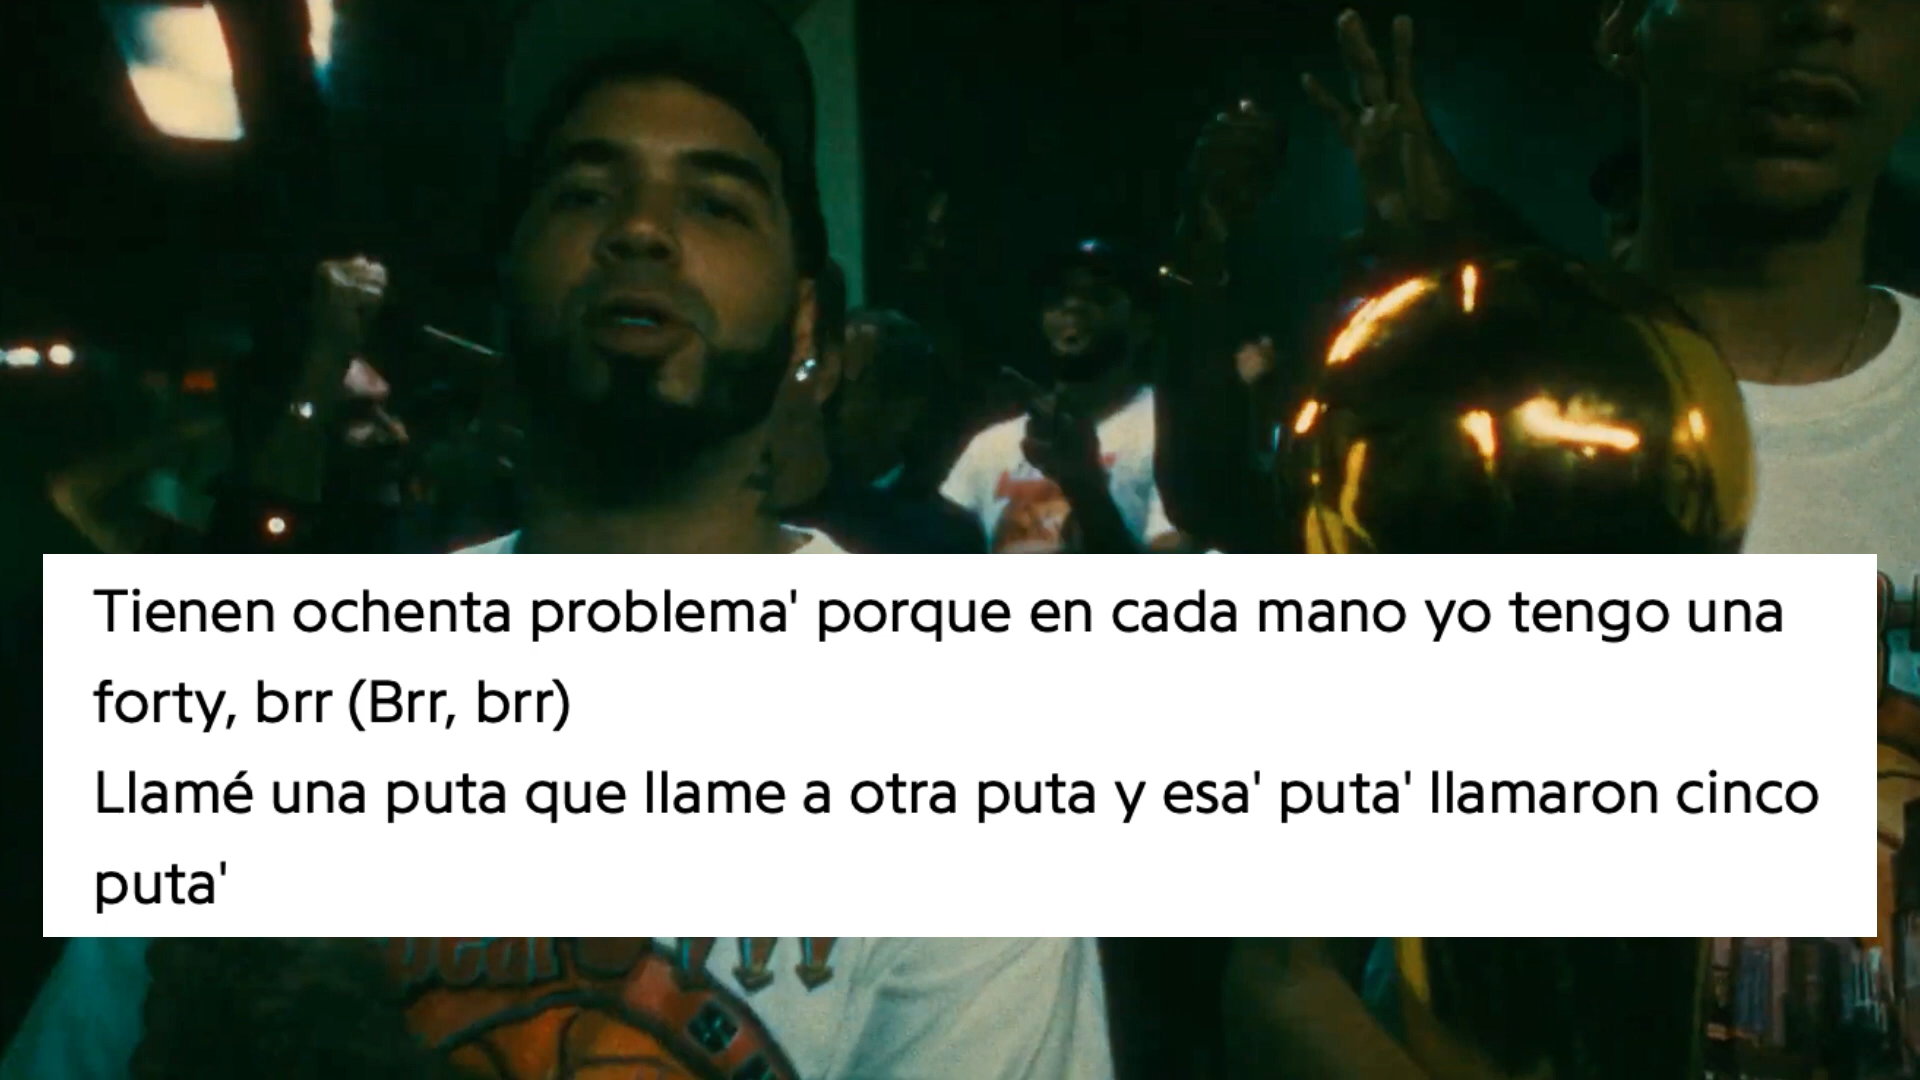 Tienen ochenta problema' porque en cada mano yo tengo una
forty, brr (Brr, brr)
Llamé una puta que llame a otra puta y esa' puta' llamaron cinco
puta'